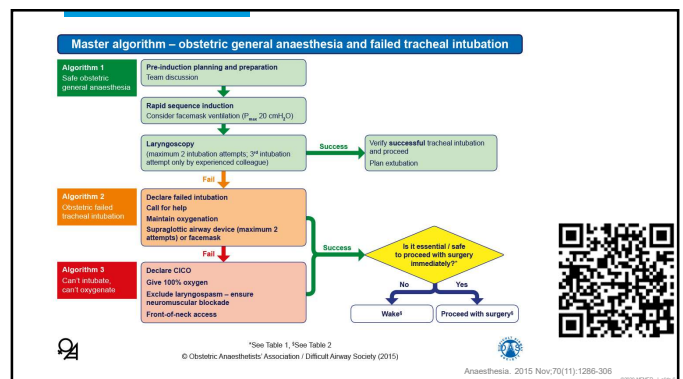 Master algorithm – obstetric general anaesthesia and failed tracheal intubation
Algorithm 1
Safe obstetric
general anaesthesia
Pre-induction planning and preparation
Team discussion
Rapid sequence induction
Consider facemask ventilation (Pmax 20 cmH2O)
Laryngoscopy
(maximum 2 intubation attempts; 3rd intubation
attempt only by experienced colleague)
Success
Verify successful tracheal intubation
and proceed
Plan extubation
Fail
Algorithm 2
Obstetric failed
tracheal intubation
Declare failed intubation
Call for help
Maintain oxygenation
Supraglottic airway device (maximum 2
attempts) or facemask
Fail
Success
Is it essential / safe
to proceed with surgery
immediately?*
Algorithm 3
Can't intubate,
can't oxygenate
Declare CICO
Give 100% oxygen
Exclude laryngospasm – ensure
neuromuscular blockade
Front-of-neck access
No
Yes
Wake§
Proceed with surgery§
*See Table 1, §See Table 2
© Obstetric Anaesthetists' Association / Difficult Airway Society (2015)
Anaesthesia. 2015 Nov;70(11):1286-306